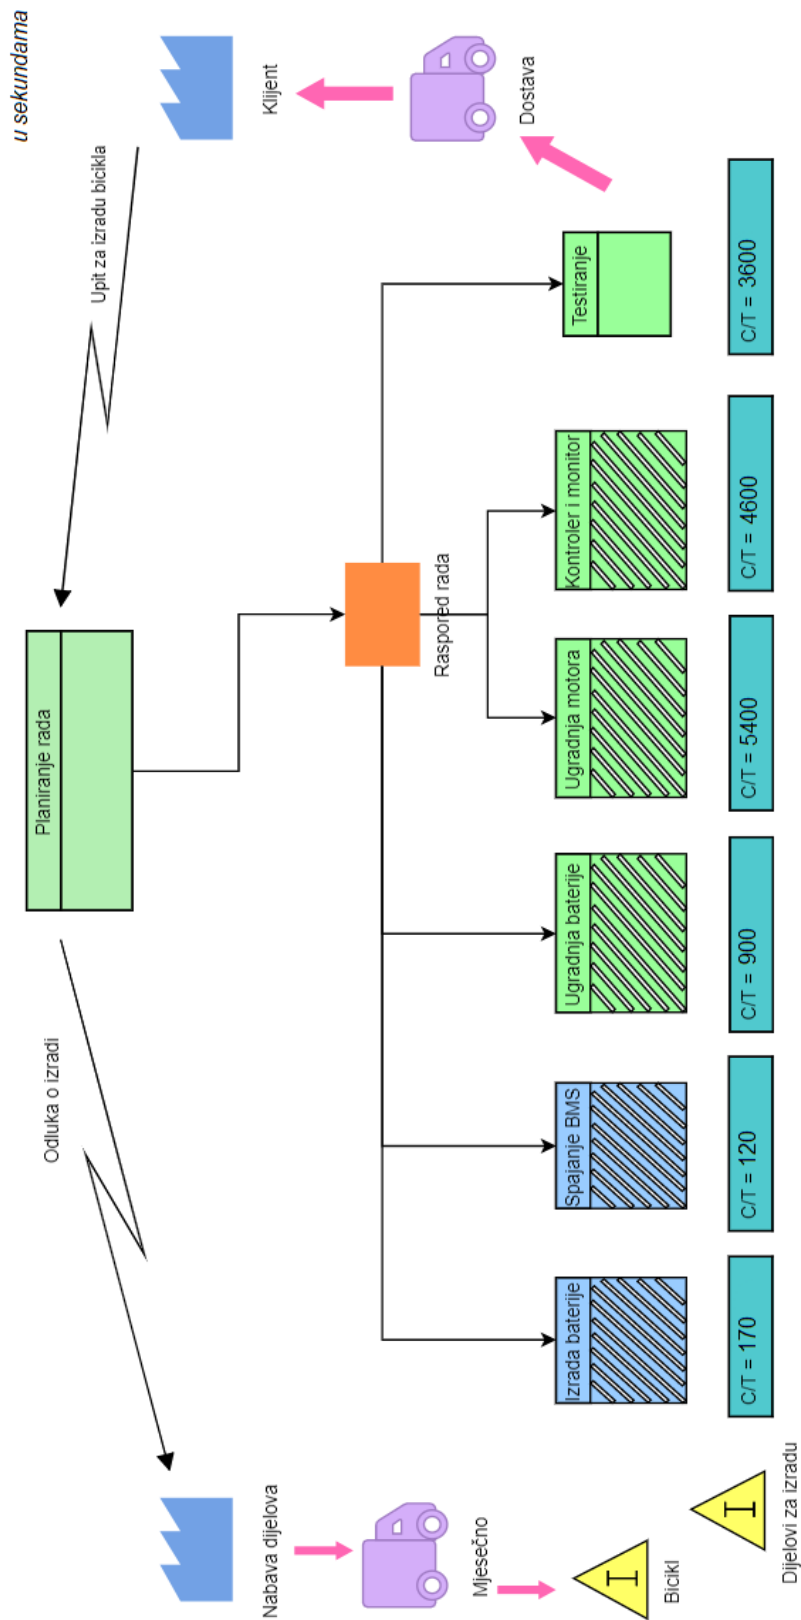 u sekundama
Planiranje rada
Odluka o izradi
Upit za izradu bicikla
Nabava dijelova
Klijent
Mjesečno
Dostava
Raspored rada
Bicikl
Dijelovi za izradu
Izrada baterije
Spajanje BMS
Ugradnja baterije
Ugradnja motora
Kontroler i monitor
Testiranje
I
I
C/T = 170
C/T = 120
C/T = 900
C/T = 5400
C/T = 4600
C/T = 3600